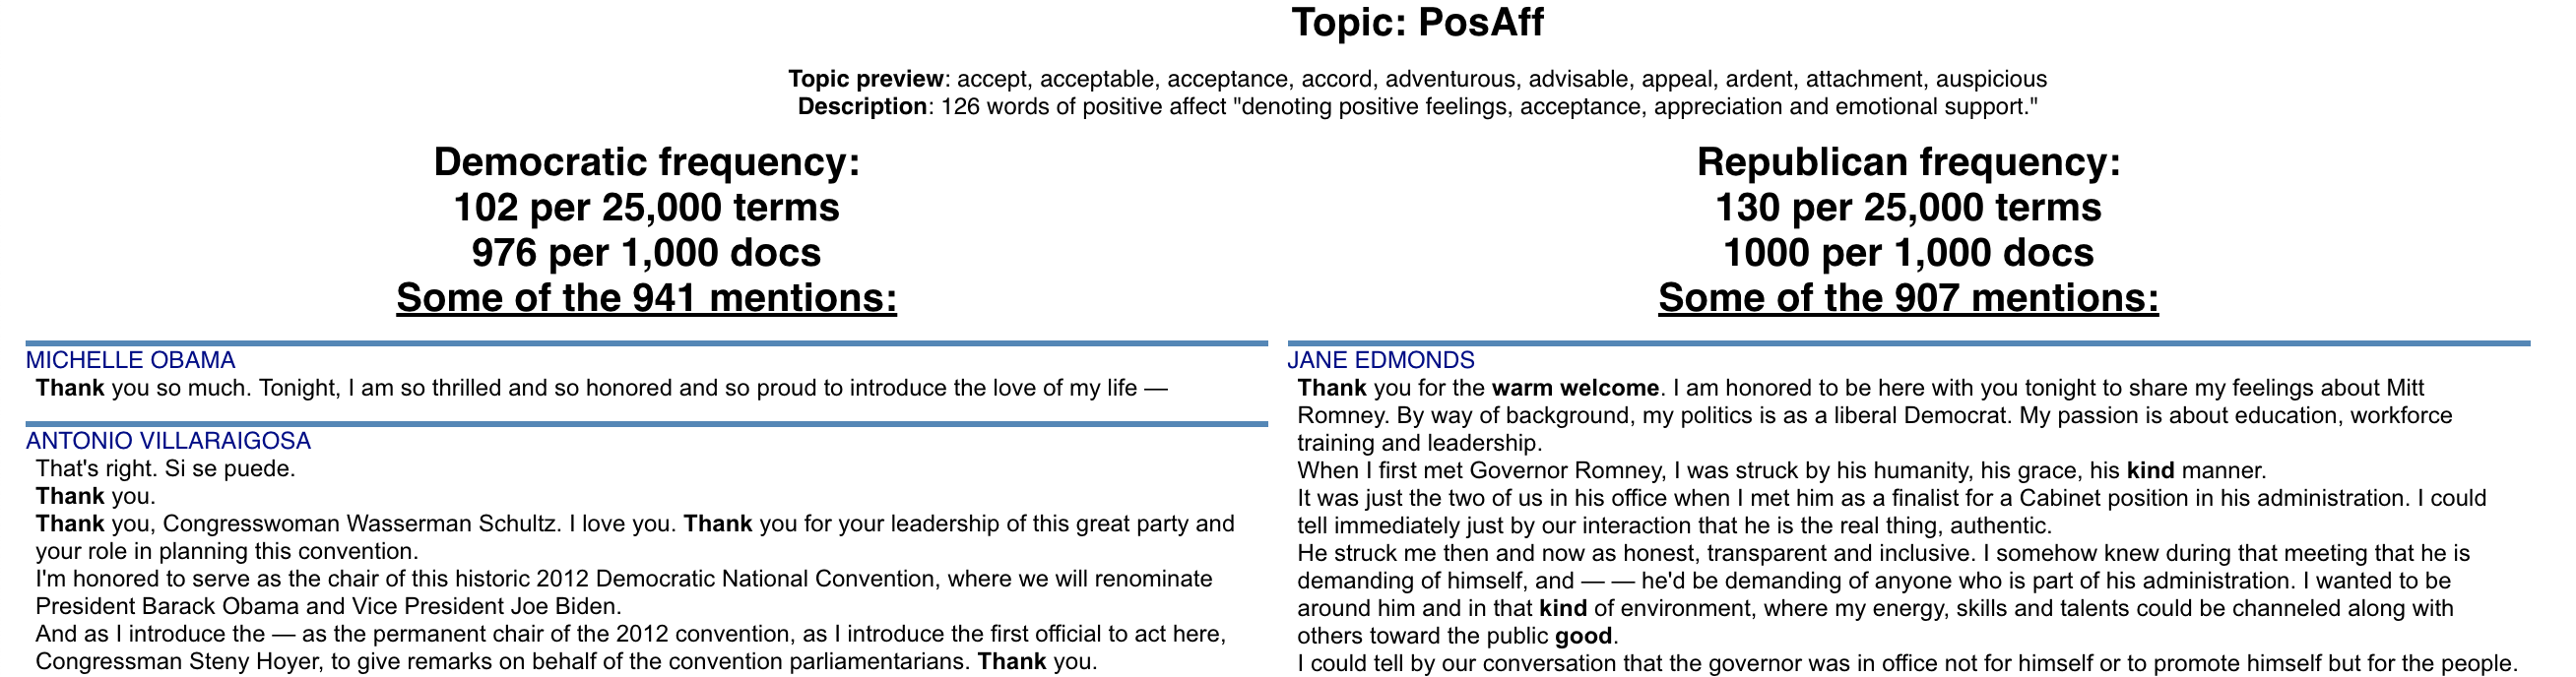 Topic: PosAff
Topic preview: accept, acceptable, acceptance, accord, adventurous, advisable, appeal, ardent, attachment, auspicious
Description: 126 words of positive affect "denoting positive feelings, acceptance, appreciation and emotional support."
Democratic frequency:
102 per 25,000 terms
976 per 1,000 docs
Some of the 941 mentions:
MICHELLE OBAMA
Thank you so much. Tonight, I am so thrilled and so honored and so proud to introduce the love of my life —
ANTONIO VILLARAIGOSA
That's right. Si se puede.
Thank you.
Thank you, Congresswoman Wasserman Schultz. I love you. Thank you for your leadership of this great party and
your role in planning this convention.
I'm honored to serve as the chair of this historic 2012 Democratic National Convention, where we will renominate
President Barack Obama and Vice President Joe Biden.
And as I introduce the — as the permanent chair of the 2012 convention, as I introduce the first official to act here,
Congressman Steny Hoyer, to give remarks on behalf of the convention parliamentarians. Thank you.
Republican frequency:
130 per 25,000 terms
1000 per 1,000 docs
Some of the 907 mentions:
JANE EDMONDS
Thank you for the warm welcome. I am honored to be here with you tonight to share my feelings about Mitt
Romney. By way of background, my politics is as a liberal Democrat. My passion is about education, workforce
training and leadership.
When I first met Governor Romney, I was struck by his humanity, his grace, his kind manner.
It was just the two of us in his office when I met him as a finalist for a Cabinet position in his administration. I could
tell immediately just by our interaction that he is the real thing, authentic.
He struck me then and now as honest, transparent and inclusive. I somehow knew during that meeting that he is
demanding of himself, and — — he'd be demanding of anyone who is part of his administration. I wanted to be
around him and in that kind of environment, where my energy, skills and talents could be channeled along with
others toward the public good.
I could tell by our conversation that the governor was in office not for himself or to promote himself but for the people.